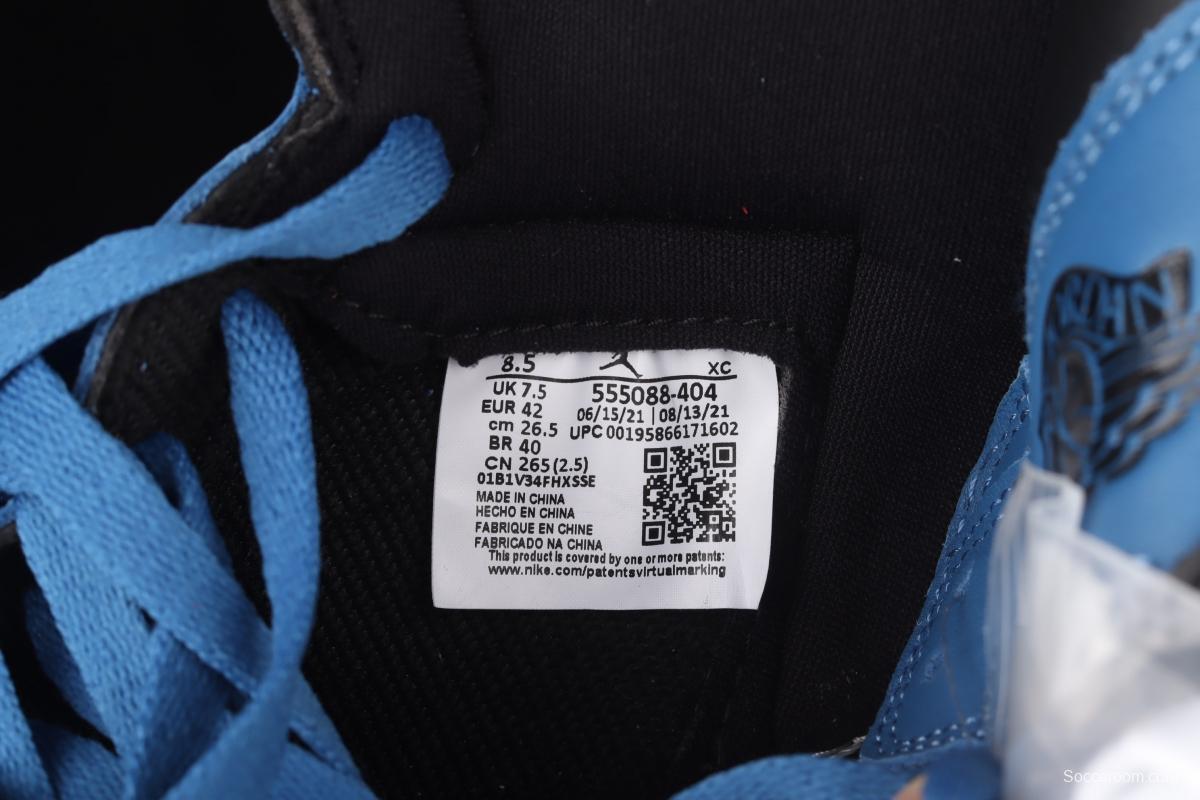 8.5 XC
UK 7.5 555088-404
EUR 42 06/15/21 | 08/13/21
cm 26.5 UPC 00195866171602
BR 40
CN 265 (2.5)
01B1V34FHXSSE
MADE IN CHINA
HECHO EN CHINA
FABRIQUE EN CHINE
FABRICADO NA CHINA
This product is covered by one or more patents:
www.nike.com/patentsvirtualmarking